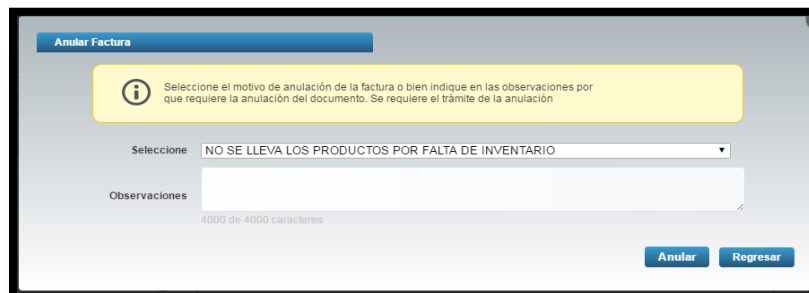 Anular Factura
Seleccione el motivo de anulación de la factura o bien indique en las observaciones por
que requiere la anulación del documento. Se requiere el trámite de la anulación
Seleccione NO SE LLEVA LOS PRODUCTOS POR FALTA DE INVENTARIO
Observaciones
4000 de 4000 caracteres
Anular Regresar